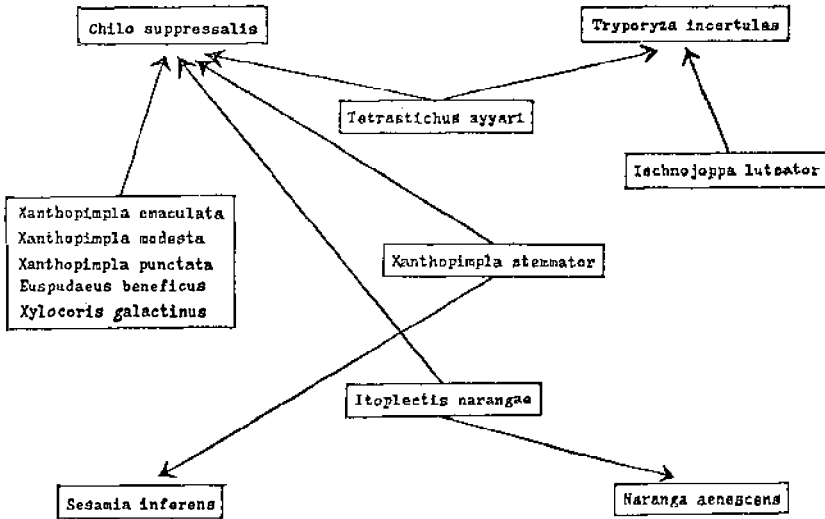 Chilo suppressalis
Tryporyza incertulas
Tetrastichus ayyari
Ischnojoppa luteator
Xanthopimpla emaculata
Xanthopimpla modesta
Xanthopimpla punctata
Euspudaeus beneficus
Xylocoris galactinus
Xanthopimpla stemmator
Itoplectis narangae
Sesamia inferens
Naranga aenescens